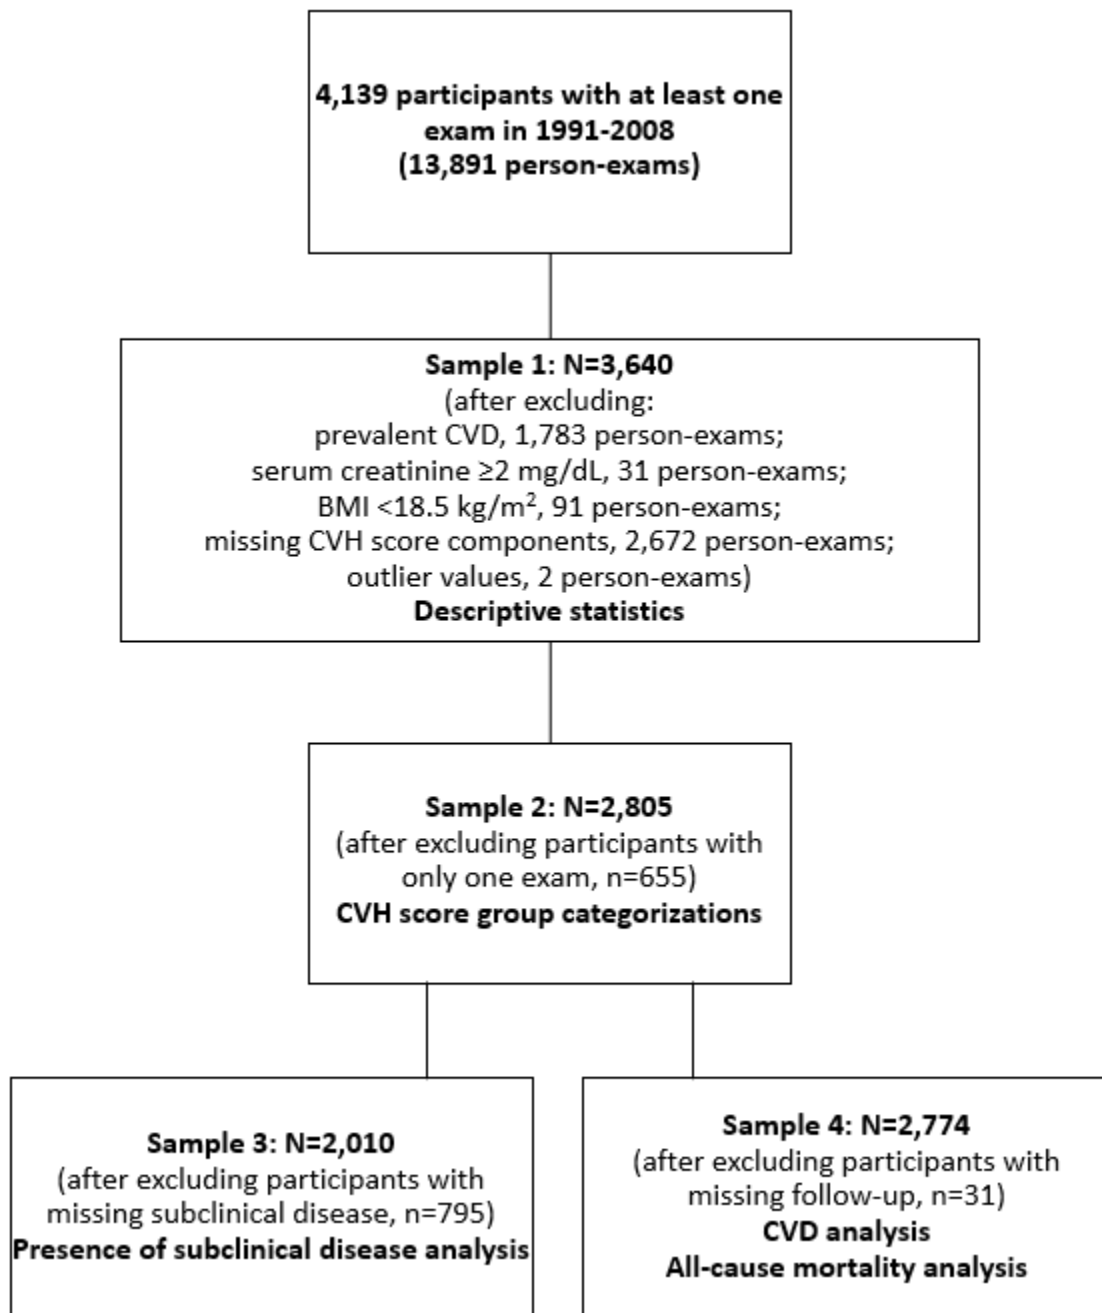 4,139 participants with at least one
exam in 1991-2008
(13,891 person-exams)
Sample 1: N=3,640
(after excluding:
prevalent CVD, 1,783 person-exams;
serum creatinine ≥2 mg/dL, 31 person-exams;
BMI <18.5 kg/m², 91 person-exams;
missing CVH score components, 2,672 person-exams;
outlier values, 2 person-exams)
Descriptive statistics
Sample 2: N=2,805
(after excluding participants with
only one exam, n=655)
CVH score group categorizations
Sample 3: N=2,010
(after excluding participants with
missing subclinical disease, n=795)
Presence of subclinical disease analysis
Sample 4: N=2,774
(after excluding participants with
missing follow-up, n=31)
CVD analysis
All-cause mortality analysis